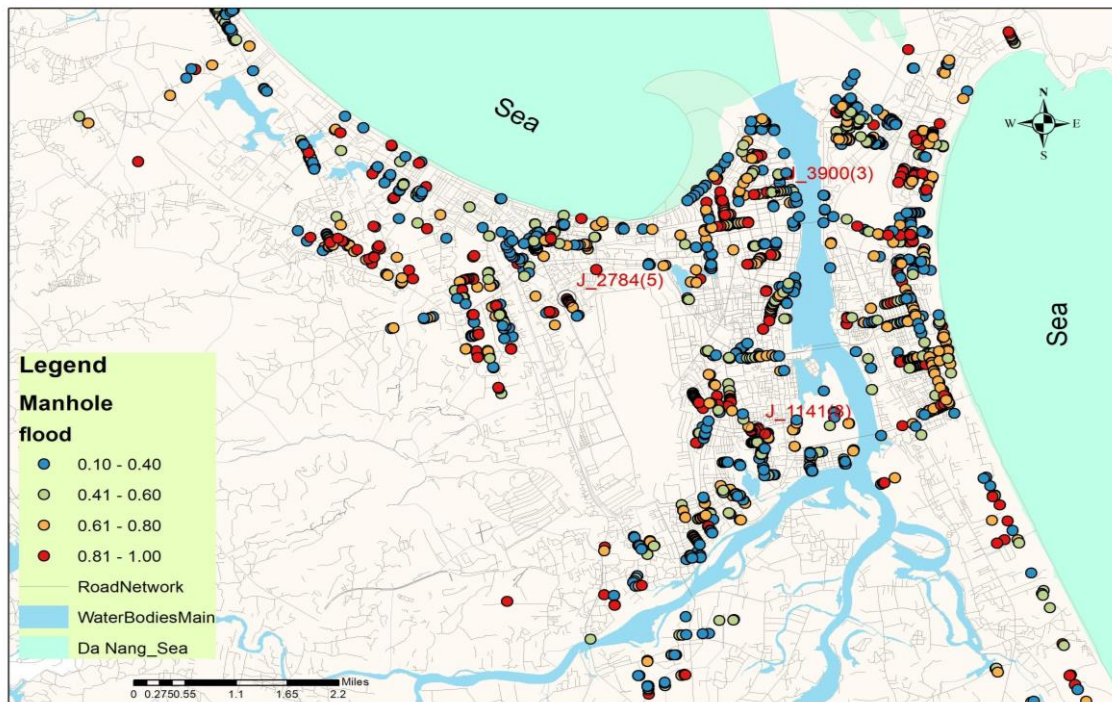 Sea
N
W E
S
J_3900(3)
J_2784(5)
Sea
J_1141(8)
Legend
Manhole
flood
0.10 - 0.40
0.41 - 0.60
0.61 - 0.80
0.81 - 1.00
RoadNetwork
WaterBodiesMain
Da Nang_Sea
Miles
0 0.2750.55 1.1 1.65 2.2